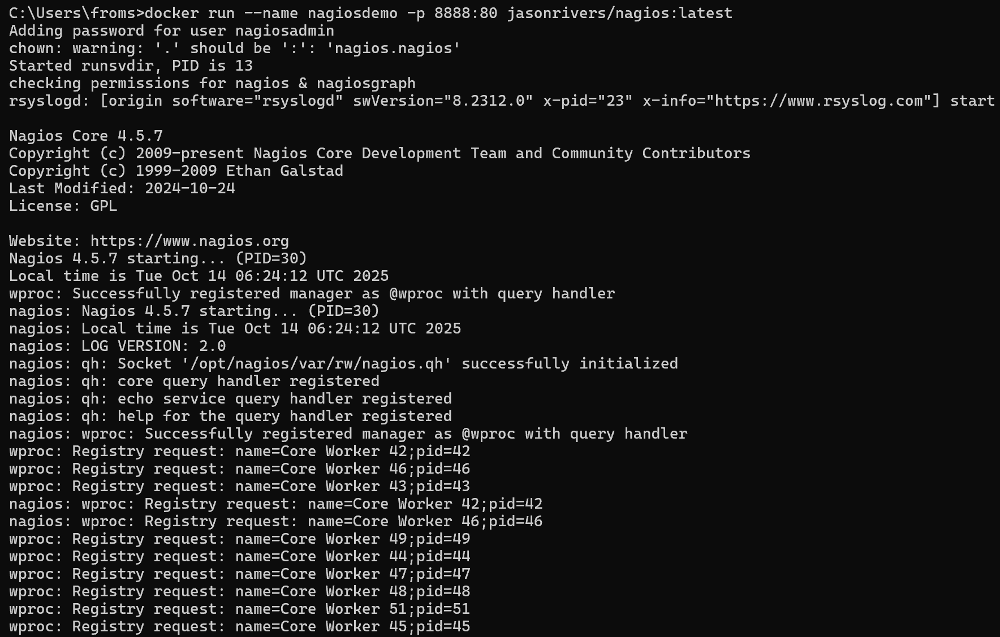 C:\Users\froms>docker run --name nagiosdemo -p 8888:80 jasonrivers/nagios:latest
Adding password for user nagiosadmin
chown: warning: '.' should be ':': 'nagios.nagios'
Started runsvdir, PID is 13
checking permissions for nagios & nagiosgraph
rsyslogd: [origin software="rsyslogd" swVersion="8.2312.0" x-pid="23" x-info="https://www.rsyslog.com"] start
Nagios Core 4.5.7
Copyright (c) 2009-present Nagios Core Development Team and Community Contributors
Copyright (c) 1999-2009 Ethan Galstad
Last Modified: 2024-10-24
License: GPL
Website: https://www.nagios.org
Nagios 4.5.7 starting... (PID=30)
Local time is Tue Oct 14 06:24:12 UTC 2025
wproc: Successfully registered manager as @wproc with query handler
nagios: Nagios 4.5.7 starting... (PID=30)
nagios: Local time is Tue Oct 14 06:24:12 UTC 2025
nagios: LOG VERSION: 2.0
nagios: qh: Socket '/opt/nagios/var/rw/nagios.qh' successfully initialized
nagios: qh: core query handler registered
nagios: qh: echo service query handler registered
nagios: qh: help for the query handler registered
nagios: wproc: Successfully registered manager as @wproc with query handler
wproc: Registry request: name=Core Worker 42;pid=42
wproc: Registry request: name=Core Worker 46;pid=46
wproc: Registry request: name=Core Worker 43;pid=43
nagios: wproc: Registry request: name=Core Worker 42;pid=42
nagios: wproc: Registry request: name=Core Worker 46;pid=46
wproc: Registry request: name=Core Worker 49;pid=49
wproc: Registry request: name=Core Worker 44;pid=44
wproc: Registry request: name=Core Worker 47;pid=47
wproc: Registry request: name=Core Worker 48;pid=48
wproc: Registry request: name=Core Worker 51;pid=51
wproc: Registry request: name=Core Worker 45;pid=45